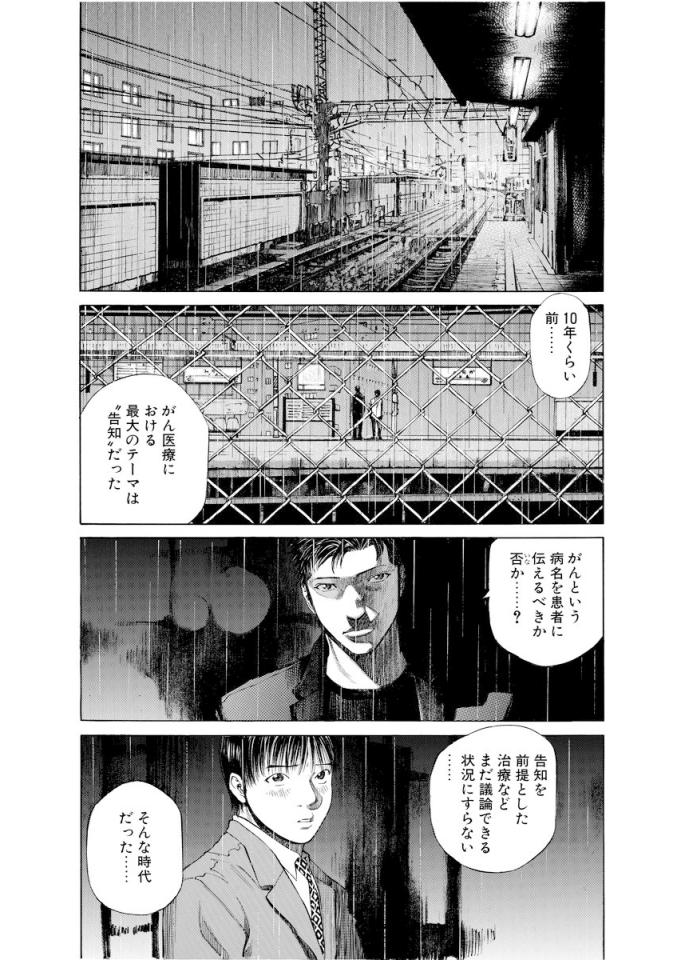 10年くらい
前……
がん医療に
おける
最大のテーマは
〝告知〟だった
がんという
病名を患者に
伝えるべきか
否か……？
いな
告知を
前提とした
治療など
まだ議論できる
状況にすらない
……
そんな時代
だった……